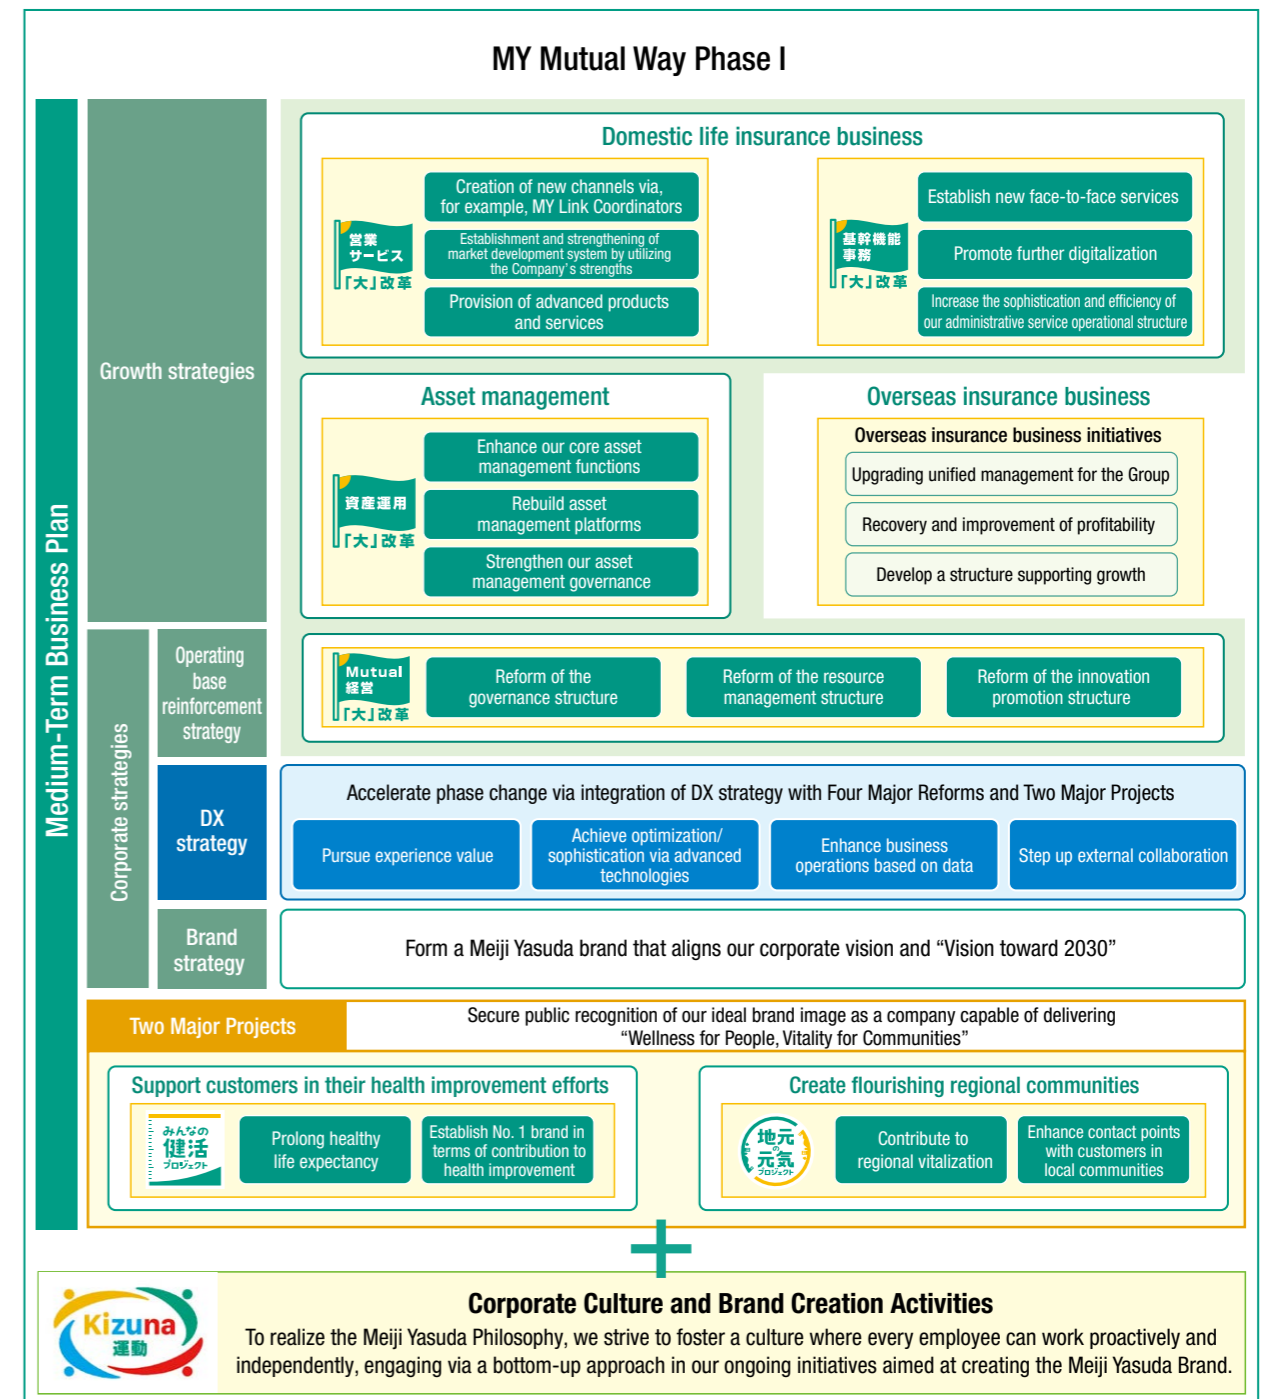 MY Mutual Way Phase I
Medium-Term Business Plan
Growth strategies
Domestic life insurance business
営業
サービス
「大」改革
Creation of new channels via,
for example, MY Link Coordinators
Establishment and strengthening of
market development system by utilizing
the Company's strengths
Provision of advanced products
and services
基幹機能
事務
「大」改革
Establish new face-to-face services
Promote further digitalization
Increase the sophistication and efficiency of
our administrative service operational structure
Asset management
資産運用
「大」改革
Enhance our core asset
management functions
Rebuild asset
management platforms
Strengthen our asset
management governance
Overseas insurance business
Overseas insurance business initiatives
Upgrading unified management for the Group
Recovery and improvement of profitability
Develop a structure supporting growth
Corporate strategies
Operating
base
reinforcement
strategy
Mutual
経営
「大」改革
Reform of the
governance structure
Reform of the resource
management structure
Reform of the innovation
promotion structure
DX
strategy
Accelerate phase change via integration of DX strategy with Four Major Reforms and Two Major Projects
Pursue experience value
Achieve optimization/
sophistication via advanced
technologies
Enhance business
operations based on data
Step up external collaboration
Brand
strategy
Form a Meiji Yasuda brand that aligns our corporate vision and “Vision toward 2030”
Two Major Projects
Secure public recognition of our ideal brand image as a company capable of delivering
“Wellness for People, Vitality for Communities”
Support customers in their health improvement efforts
みんなの
健活
プロジェクト
Prolong healthy
life expectancy
Establish No. 1 brand in
terms of contribution to
health improvement
Create flourishing regional communities
地元
の
元気
プロジェクト
Contribute to
regional vitalization
Enhance contact points
with customers in
local communities
+
Kizuna
運動
Corporate Culture and Brand Creation Activities
To realize the Meiji Yasuda Philosophy, we strive to foster a culture where every employee can work proactively and
independently, engaging via a bottom-up approach in our ongoing initiatives aimed at creating the Meiji Yasuda Brand.